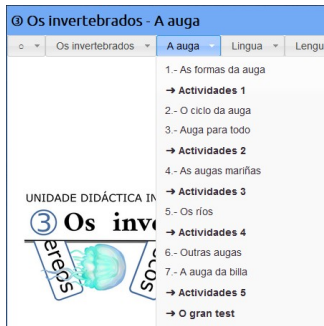 ③ Os invertebrados - A auga
○ Os invertebrados A auga Lingua Lengu
1.- As formas da auga
➔ Actividades 1
2.- O ciclo da auga
3.- Auga para todo
➔ Actividades 2
4.- As augas mariñas
➔ Actividades 3
5.- Os ríos
➔ Actividades 4
6.- Outras augas
7.- A auga da billa
➔ Actividades 5
➔ O gran test
UNIDADE DIDÁCTICA IN
③ Os inve